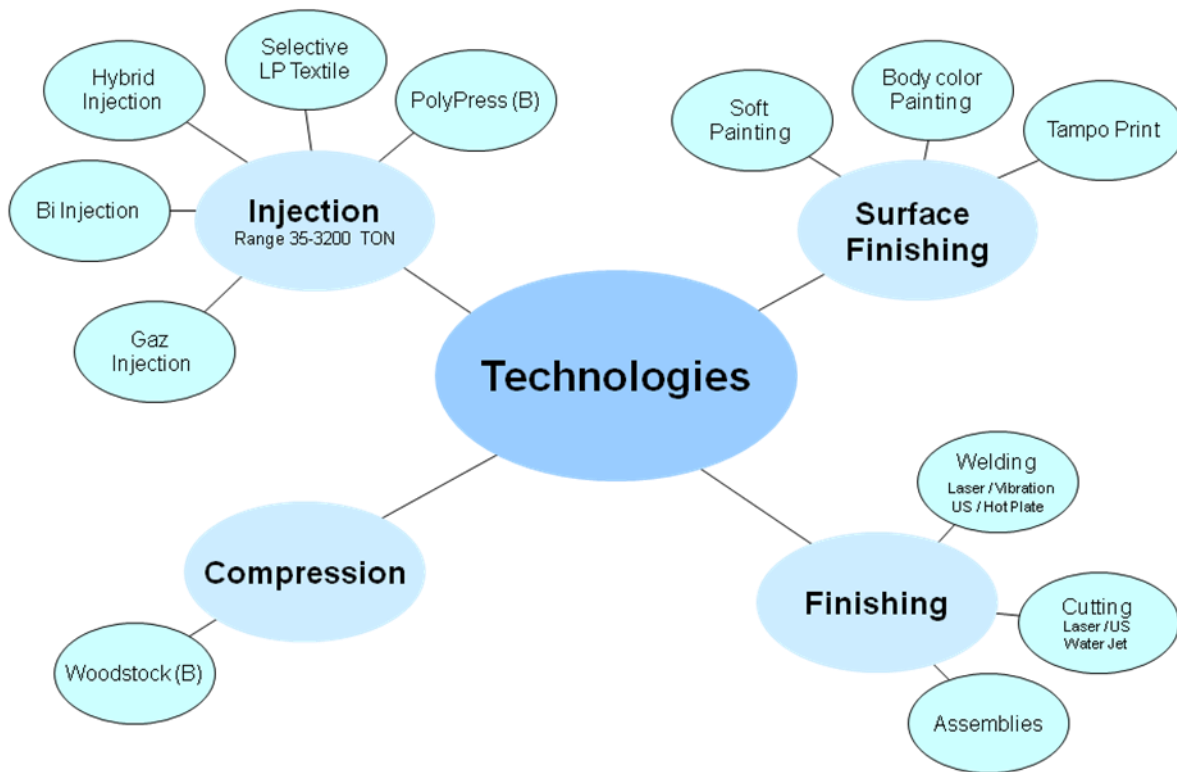 Selective
LP Textile
Hybrid
Injection
PolyPress (B)
Bi Injection
Injection
Range 35-3200 TON
Gaz
Injection
Body color
Painting
Soft
Painting
Tampo Print
Surface
Finishing
Technologies
Compression
Woodstock (B)
Welding
Laser / Vibration
US / Hot Plate
Finishing
Cutting
Laser / US
Water Jet
Assemblies